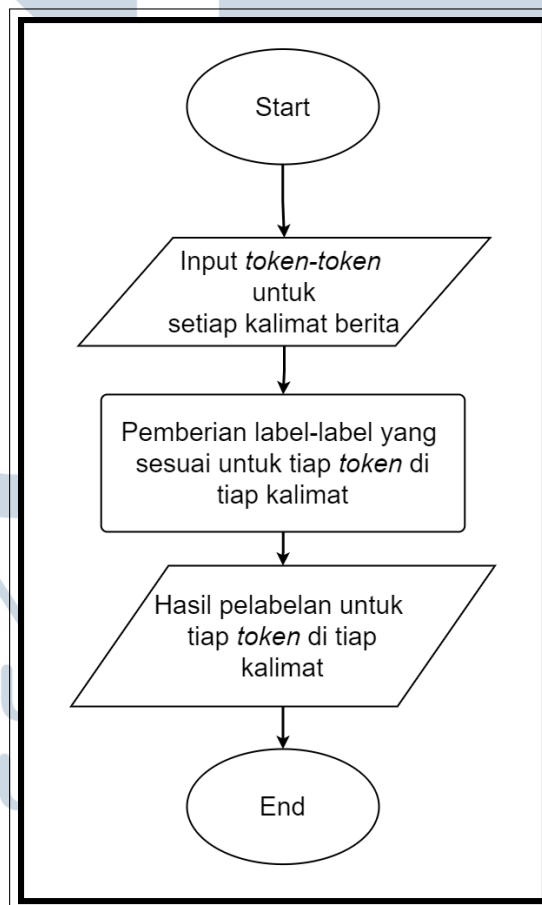 Start
Input token-token
untuk
setiap kalimat berita
Pemberian label-label yang
sesuai untuk tiap token di
tiap kalimat
Hasil pelabelan untuk
tiap token di tiap
kalimat
End